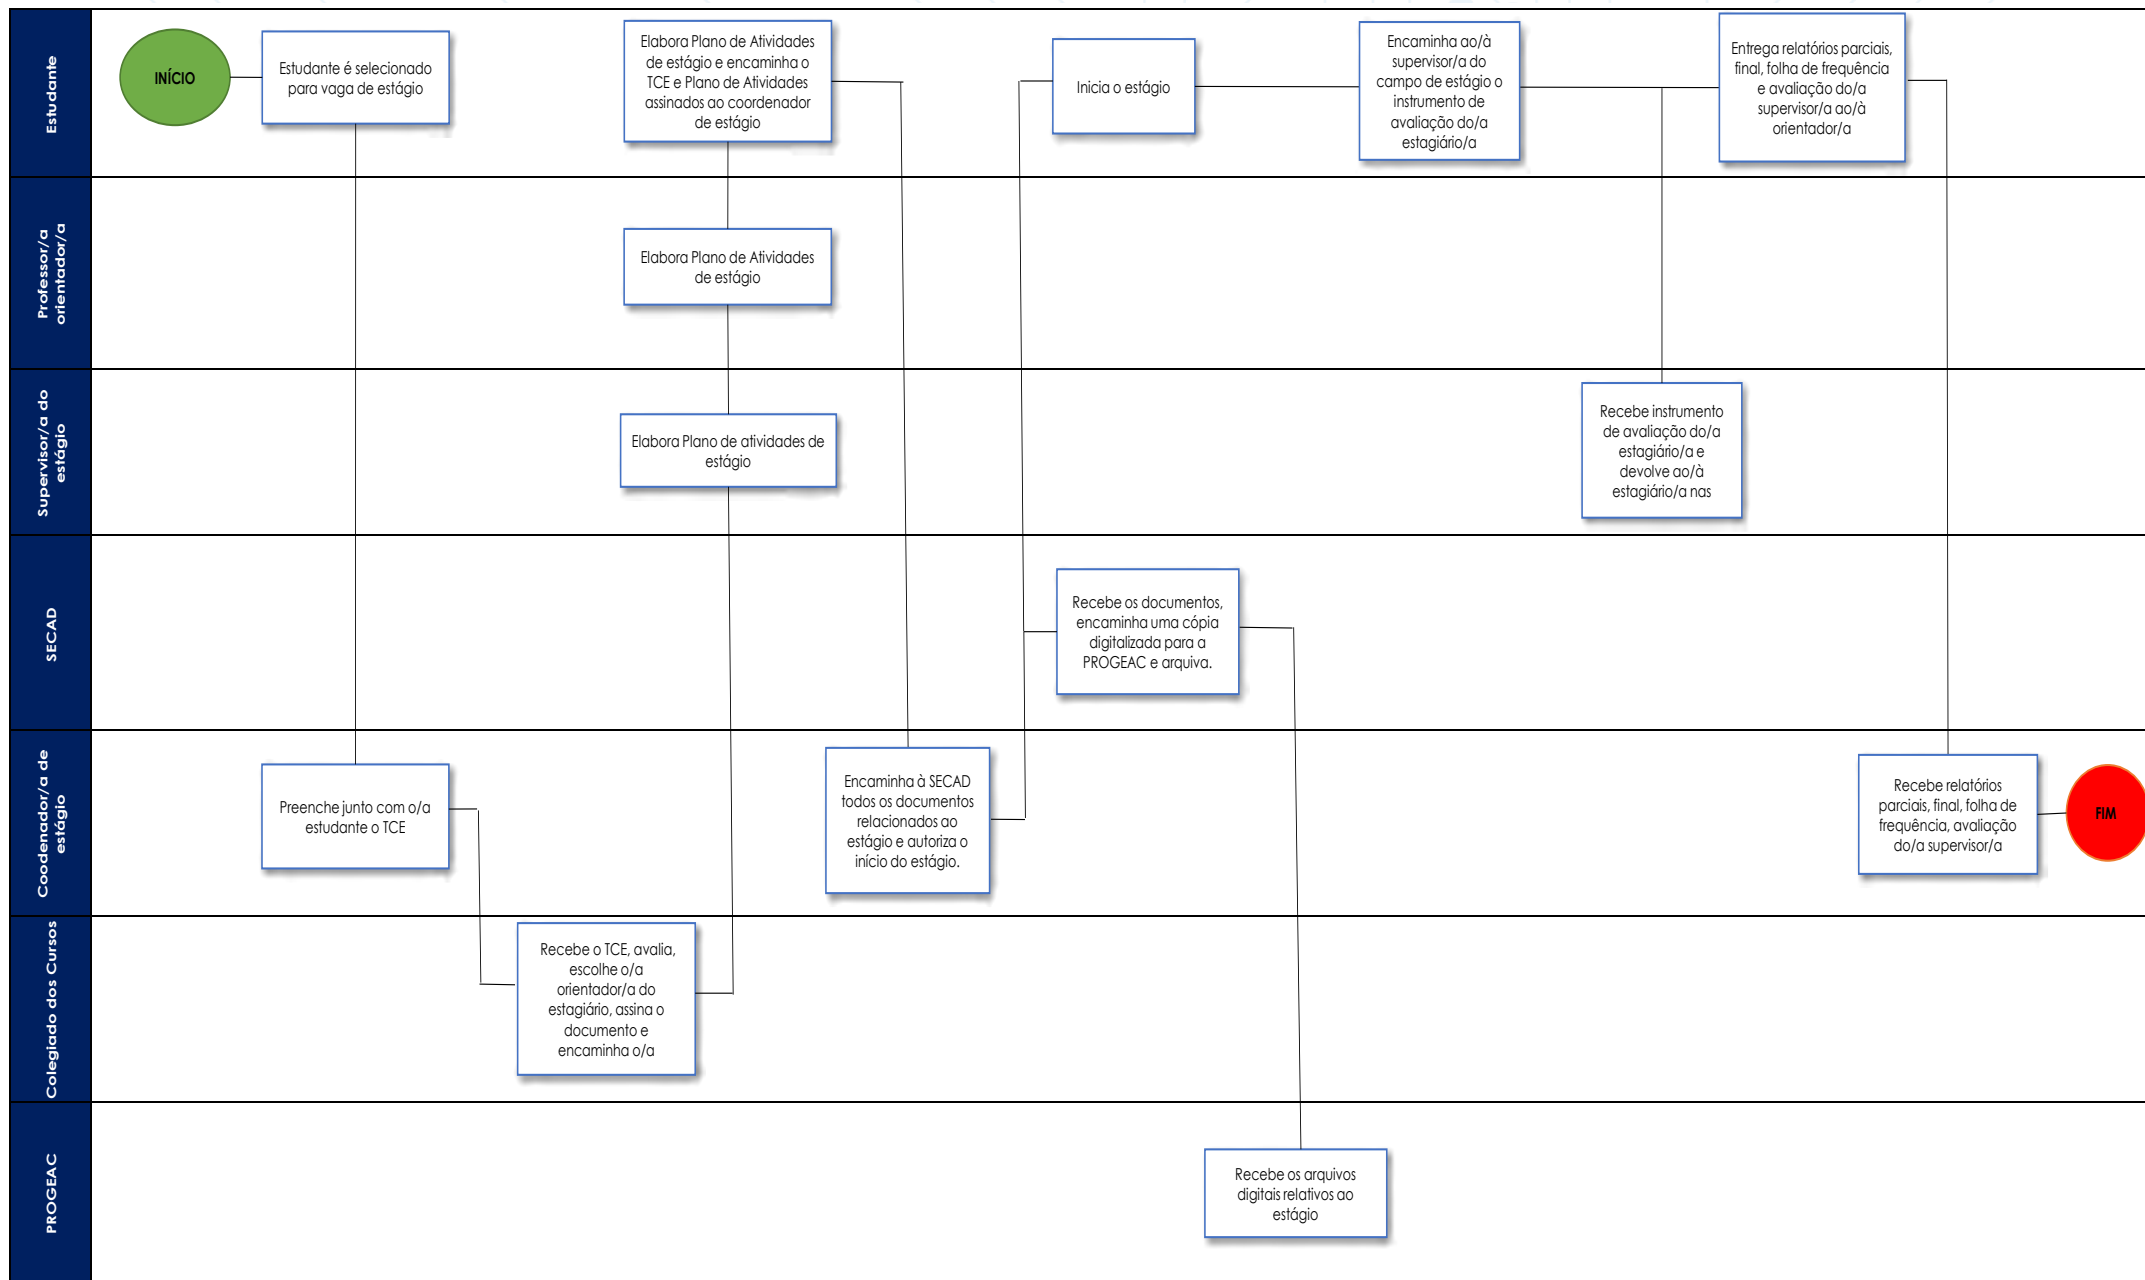 Estudante
INÍCIO
Estudante é selecionado
para vaga de estágio
Elabora Plano de Atividades
de estágio e encaminha o
TCE e Plano de Atividades
assinados ao coordenador
de estágio
Inicia o estágio
Encaminha ao/à
supervisor/a do
campo de estágio o
instrumento de
avaliação do/a
estagiário/a
Entrega relatórios parciais,
final, folha de frequência
e avaliação do/a
supervisor/a ao/à
orientador/a
Professor/a
orientador/a
Elabora Plano de Atividades
de estágio
Supervisor/a do
estágio
Elabora Plano de atividades de
estágio
Recebe instrumento
de avaliação do/a
estagiário/a e
devolve ao/à
estagiário/a nas
SECAD
Recebe os documentos,
encaminha uma cópia
digitalizada para a
PROGEAC e arquiva.
Coodenador/a de
estágio
Preenche junto com o/a
estudante o TCE
Encaminha à SECAD
todos os documentos
relacionados ao
estágio e autoriza o
início do estágio.
Recebe relatórios
parciais, final, folha de
frequência, avaliação
do/a supervisor/a
FIM
Colegiado dos Cursos
Recebe o TCE, avalia,
escolhe o/a
orientador/a do
estagiário, assina o
documento e
encaminha o/a
PROGEAC
Recebe os arquivos
digitais relativos ao
estágio